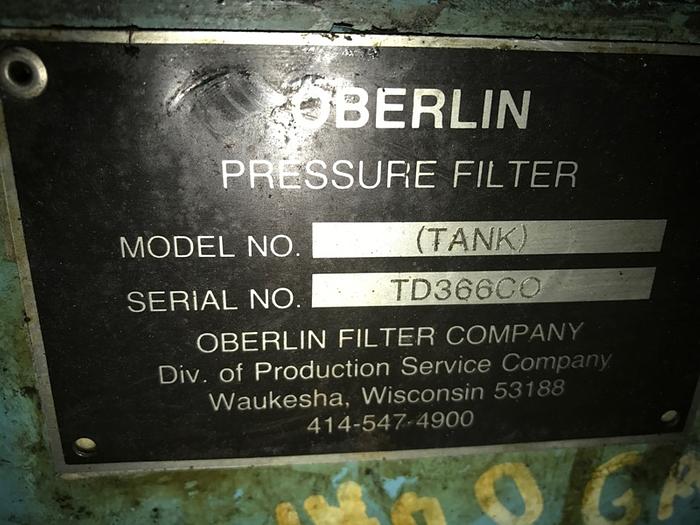 OBERLIN
PRESSURE FILTER
MODEL NO. (TANK)
SERIAL NO. TD366CO
OBERLIN FILTER COMPANY
Div. of Production Service Company
Waukesha, Wisconsin 53188
414-547-4900